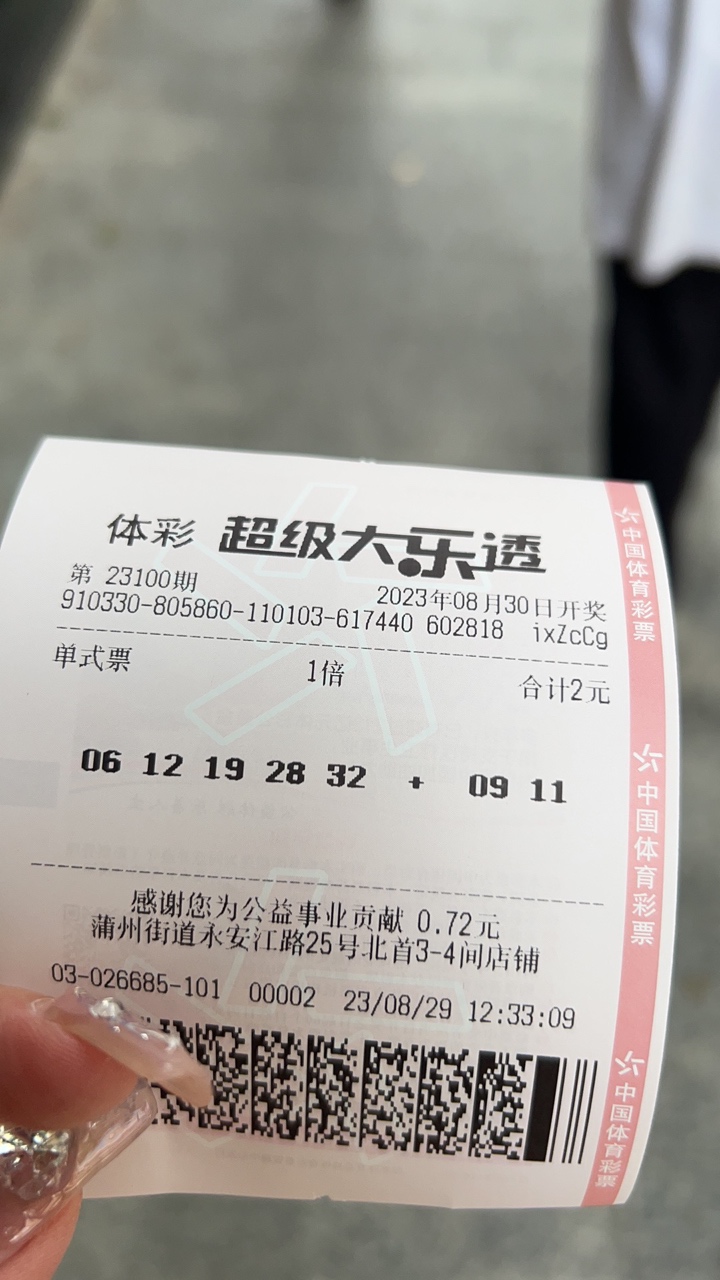 体彩 超级大乐透
第 23100期
2023年08月30日开奖
910330-805860-110103-617440 602818 ixZcCg
单式票 1倍 合计2元
06 12 19 28 32 + 09 11
感谢您为公益事业贡献 0.72元
蒲州街道永安江路25号北首3-4间店铺
03-026685-101 00002 23/08/29 12:33:09
中国体育彩票
中国体育彩票
中国体育彩票